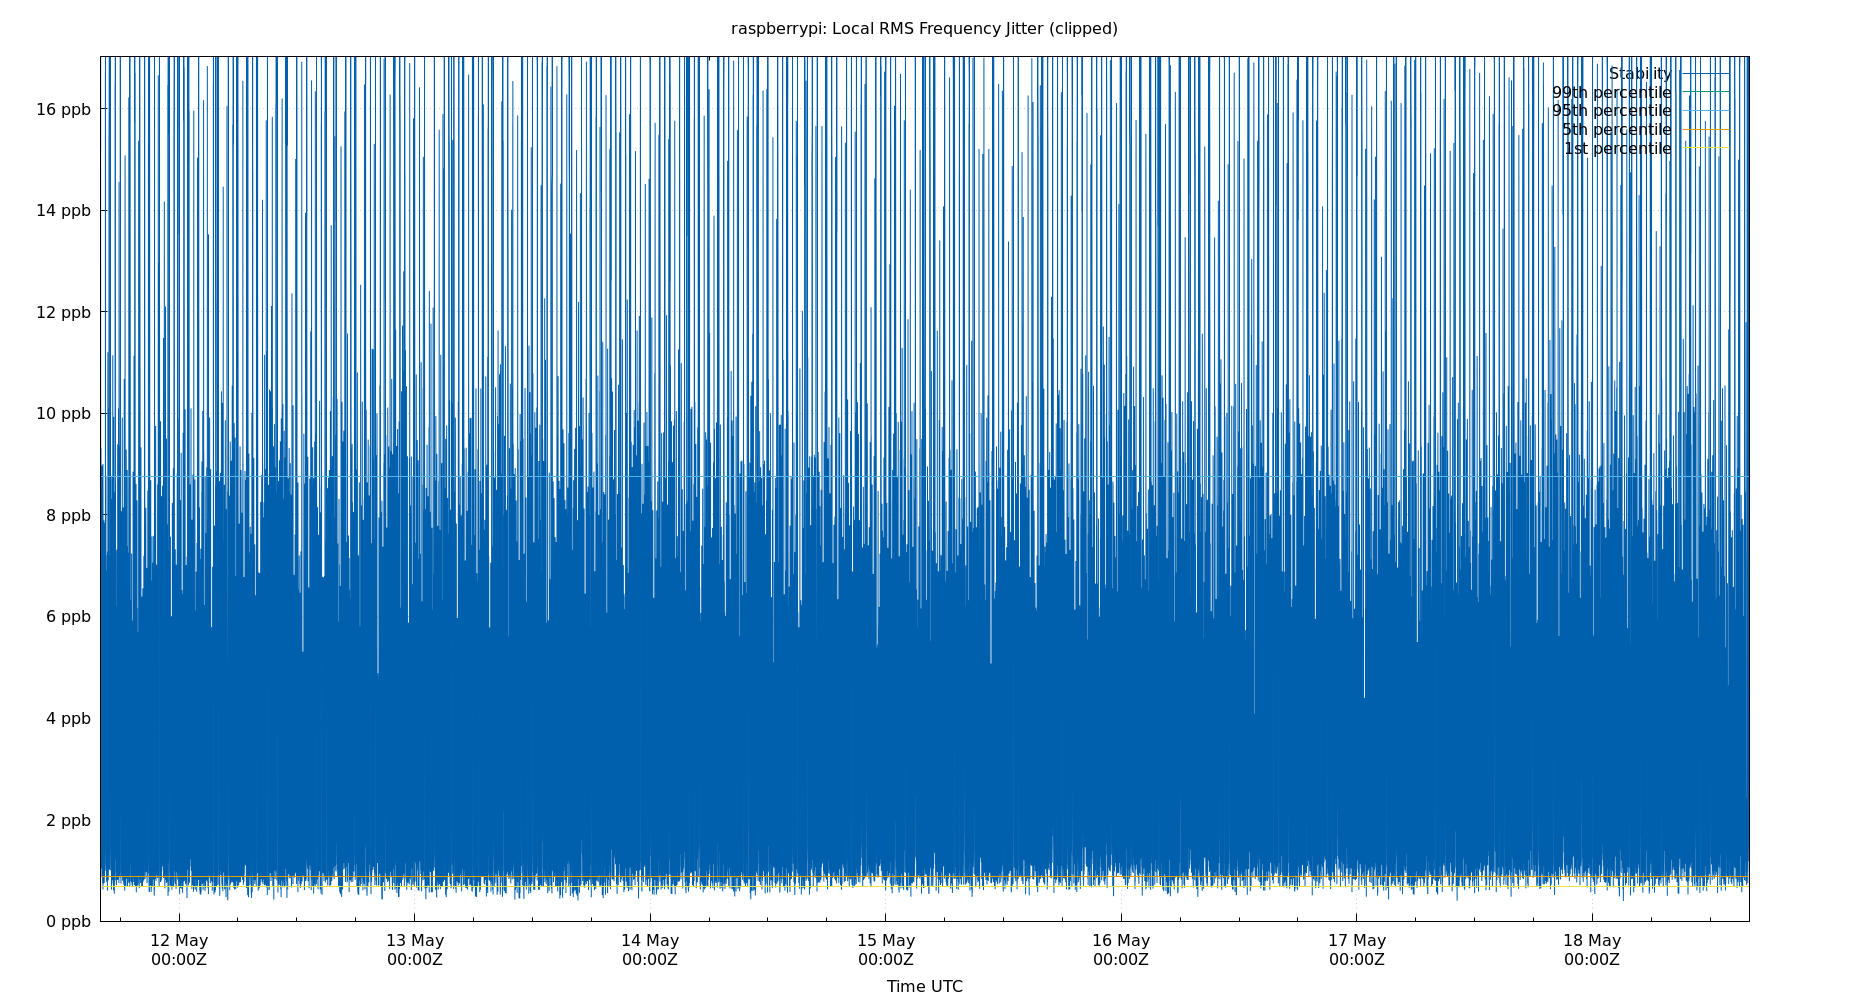 raspberrypi: Local RMS Frequency Jitter (clipped)
Stability
99th percentile
95th percentile
5th percentile
1st percentile
16 ppb
14 ppb
12 ppb
10 ppb
8 ppb
6 ppb
4 ppb
2 ppb
0 ppb
12 May 13 May 14 May 15 May 16 May 17 May 18 May
00:00Z 00:00Z 00:00Z 00:00Z 00:00Z 00:00Z 00:00Z
Time UTC